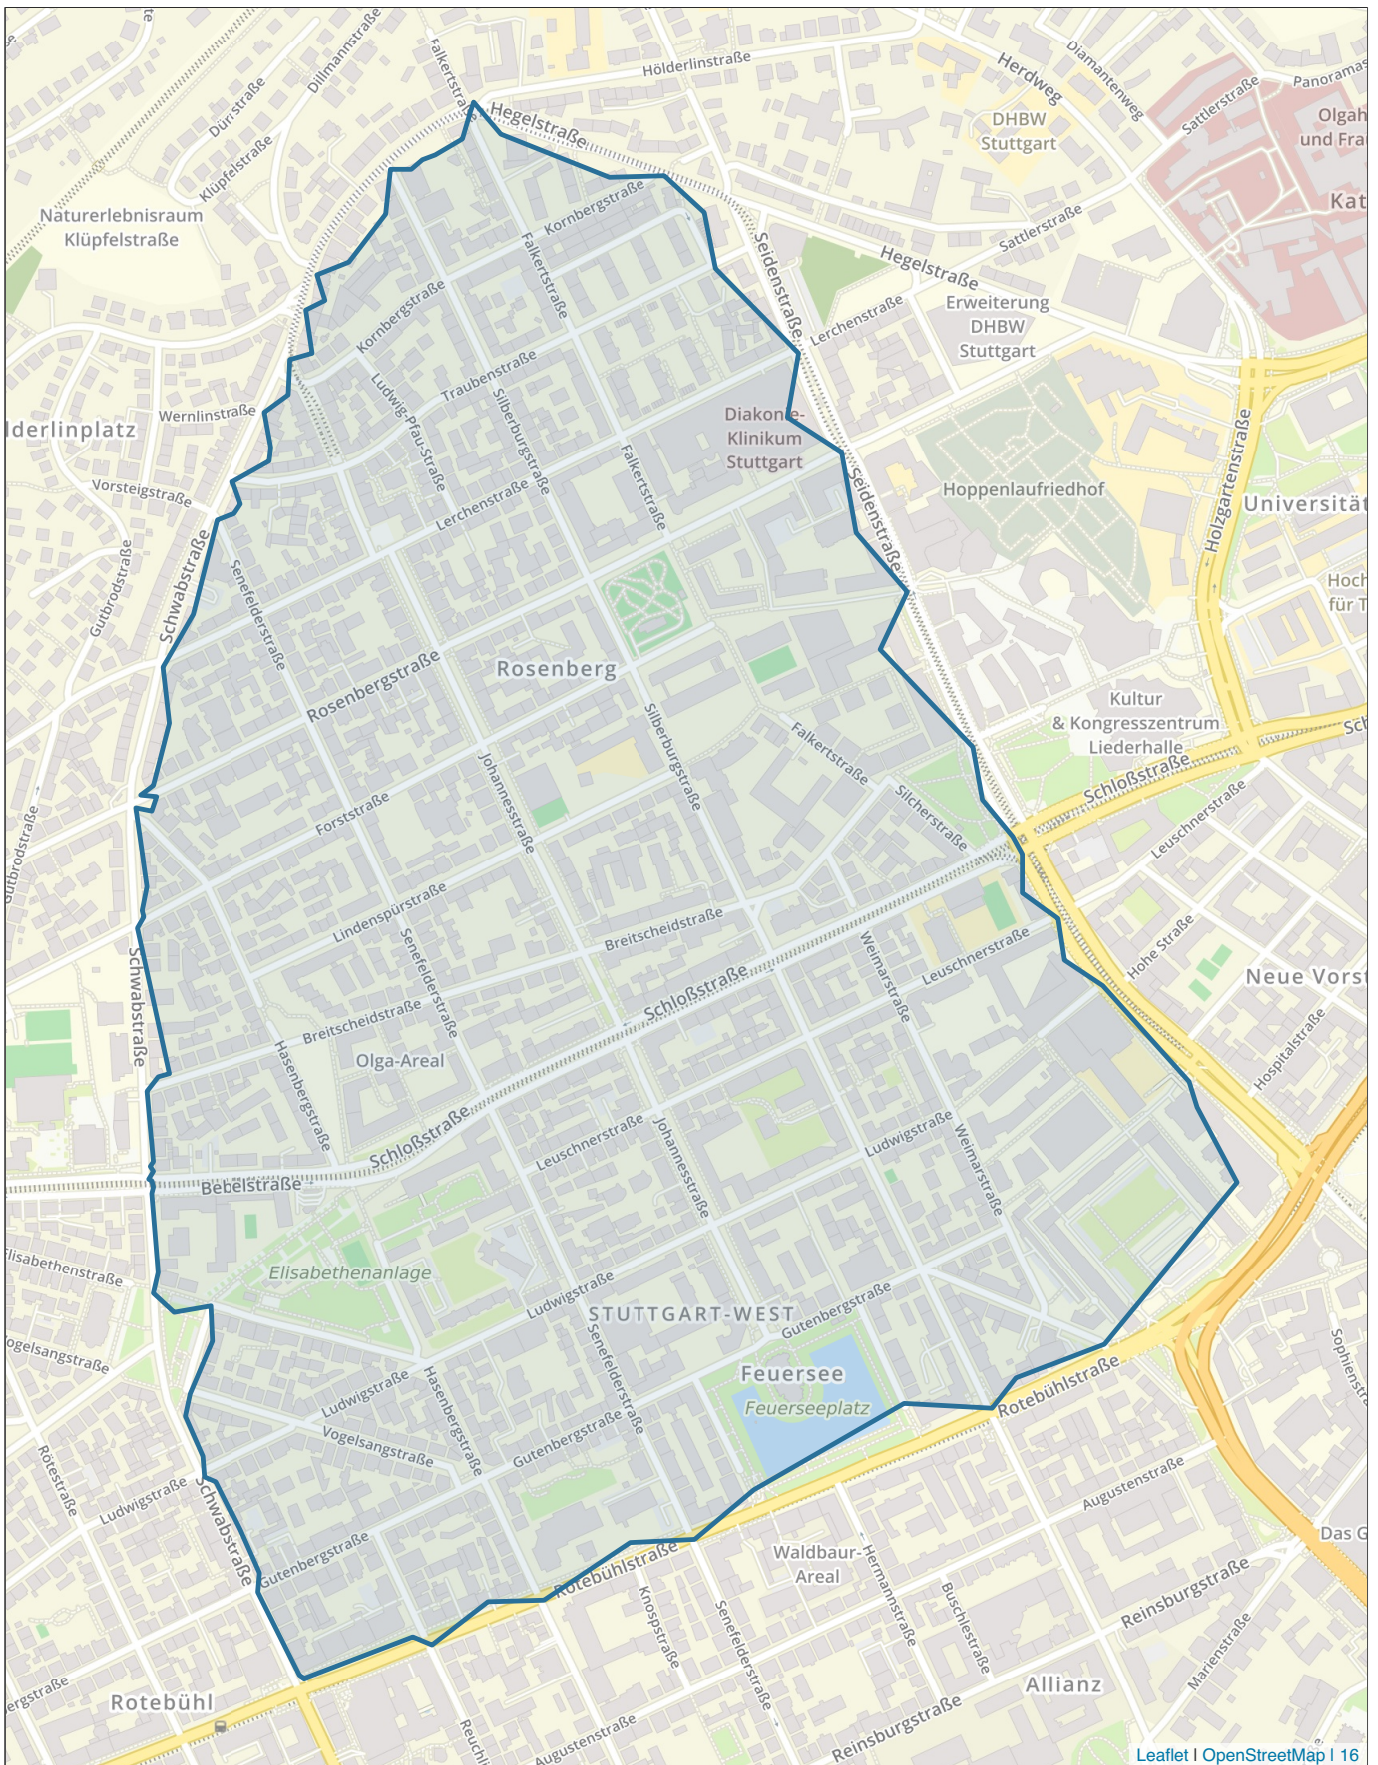 Falkertstraße
Hölderlinstraße
Dillmannstraße
Dürrstraße
Klüpfelstraße
Hegelstraße
Herdweg
Diamantenweg
Sattlerstraße
DHBW
Stuttgart
Naturerlebnisraum
Klüpfelstraße
Kornbergstraße
Falkertstraße
Seidenstraße
Sattlerstraße
Hegelstraße
Lerchenstraße
Erweiterung
DHBW
Stuttgart
Kornbergstraße
Traubenstraße
Ludwig-Pfau-Straße
Silberburgstraße
Wernlinstraße
lderlinplatz
Diakonie-
Klinikum
Stuttgart
Vorsteigstraße
Lerchenstraße
Falkertstraße
Seidenstraße
Hoppenlaufriedhof
Holzgartenstraße
Universität
Gutbrodstraße
Schwabstraße
Senefelderstraße
Hoch
für T
Rosenbergstraße
Rosenberg
Silberburgstraße
Falkertstraße
Kultur
& Kongresszentrum
Liederhalle
Schloßstraße
Johannesstraße
Forststraße
Silcherstraße
Leuschnerstraße
Gutbrodstraße
Lindenspürstraße
Breitscheidstraße
Senefelderstraße
Weimarstraße
Leuschnerstraße
Hohe Straße
Neue Vorst
Schwabstraße
Schloßstraße
Breitscheidstraße
Hasenbergstraße
Olga-Areal
Hospitalstraße
Schloßstraße
Leuschnerstraße
Johannesstraße
Ludwigstraße
Weimarstraße
Bebelstraße
Elisabethenstraße
Elisabethenanlage
Ludwigstraße
STUTTGART-WEST
Gutenbergstraße
Senefelderstraße
Vogelsangstraße
Feuersee
Feuerseeplatz
Rotebühlstraße
Sophienstra
Ludwigstraße
Hasenbergstraße
Vogelsangstraße
Gutenbergstraße
Rötestraße
Ludwigstraße
Schwabstraße
Augustenstraße
Das G
Gutenbergstraße
Rotebühlstraße
Waldbaur-
Areal
Hermannstraße
Knospstraße
Senefelderstraße
Büschlestraße
Reinsburgstraße
Marienstraße
Rotebühl
Allianz
Reuchli
Augustenstraße
Reinsburgstraße
Panoramas
Olgah
und Frau
Kat
Leaflet | OpenStreetMap | 16